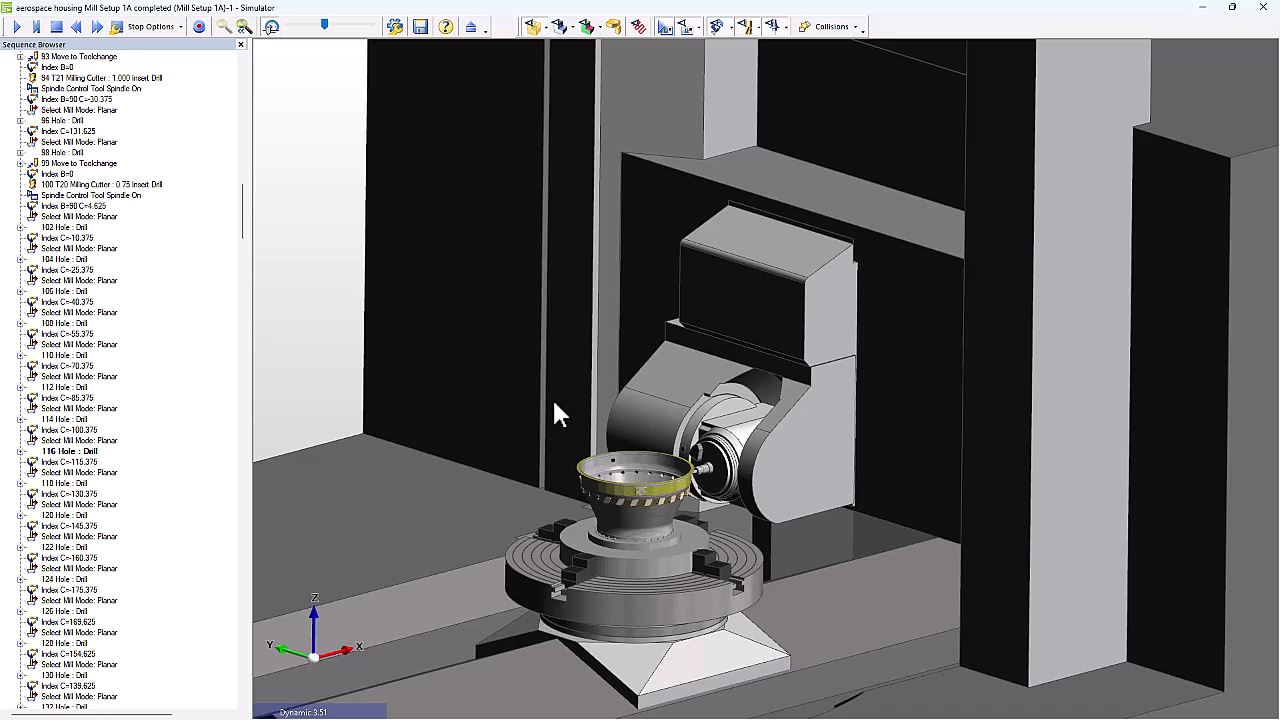 aerospace housing Mill Setup 1A completed (Mill Setup 1A)-1 - Simulator
Stop Options
Collisions
Sequence Browser
93 Move to Toolchange
Index B=0
94 T21 Milling Cutter : 1.000 Insert Drill
Spindle Control Tool Spindle On
Index B=90 C=-30.375
Select Mill Mode: Planar
96 Hole : Drill
Index C=131.625
Select Mill Mode: Planar
98 Hole : Drill
99 Move to Toolchange
Index B=0
100 T20 Milling Cutter : 0.75 Insert Drill
Spindle Control Tool Spindle On
Index B=90 C=4.625
Select Mill Mode: Planar
102 Hole : Drill
Index C=-10.375
Select Mill Mode: Planar
104 Hole : Drill
Index C=-25.375
Select Mill Mode: Planar
106 Hole : Drill
Index C=-40.375
Select Mill Mode: Planar
108 Hole : Drill
Index C=-55.375
Select Mill Mode: Planar
110 Hole : Drill
Index C=-70.375
Select Mill Mode: Planar
112 Hole : Drill
Index C=-85.375
Select Mill Mode: Planar
114 Hole : Drill
Index C=-100.375
Select Mill Mode: Planar
116 Hole : Drill
Index C=-115.375
Select Mill Mode: Planar
118 Hole : Drill
Index C=-130.375
Select Mill Mode: Planar
120 Hole : Drill
Index C=-145.375
Select Mill Mode: Planar
122 Hole : Drill
Index C=-160.375
Select Mill Mode: Planar
124 Hole : Drill
Index C=-175.375
Select Mill Mode: Planar
126 Hole : Drill
Index C=169.625
Select Mill Mode: Planar
128 Hole : Drill
Index C=154.625
Select Mill Mode: Planar
130 Hole : Drill
Index C=139.625
Select Mill Mode: Planar
132 Hole : Drill
Z
Y
X
Dynamic 3.51